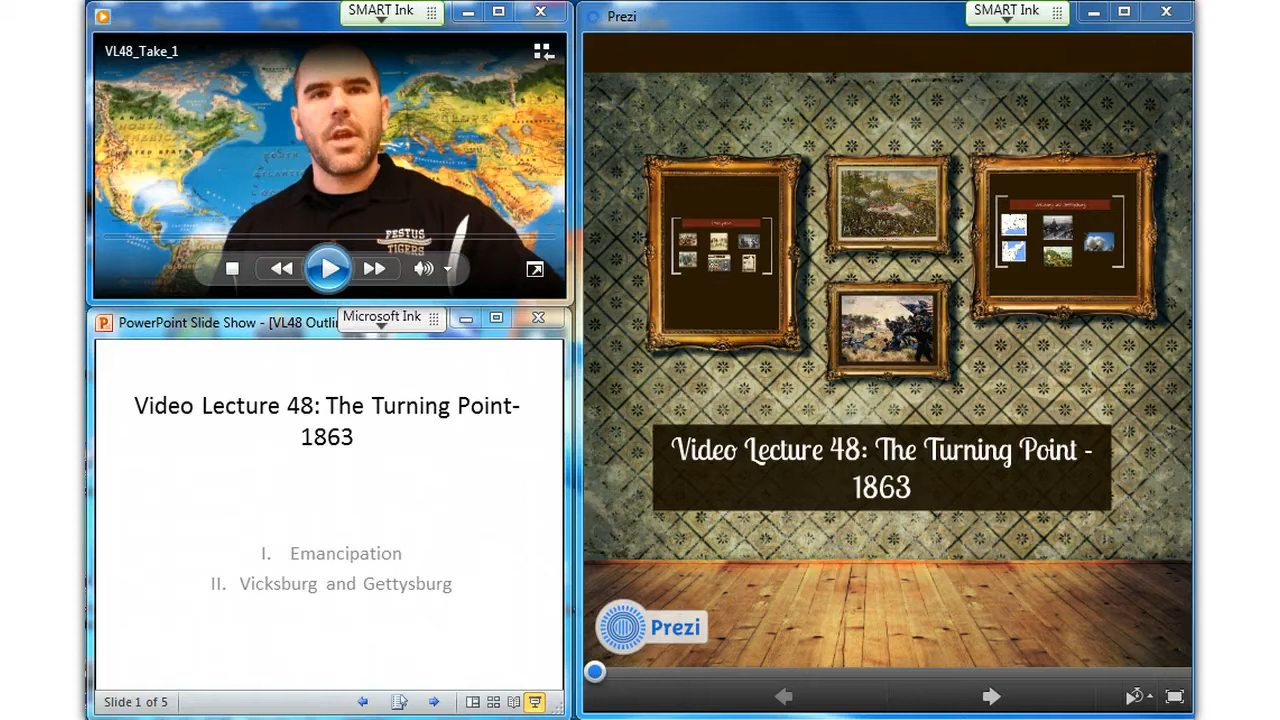 SMART Ink
VL48_Take_1
FESTUS
TIGERS
PowerPoint Slide Show - [VL48 Outli
Microsoft Ink
Video Lecture 48: The Turning Point-
1863
I. Emancipation
II. Vicksburg and Gettysburg
Slide 1 of 5
Prezi
SMART Ink
Video Lecture 48: The Turning Point -
1863
Prezi